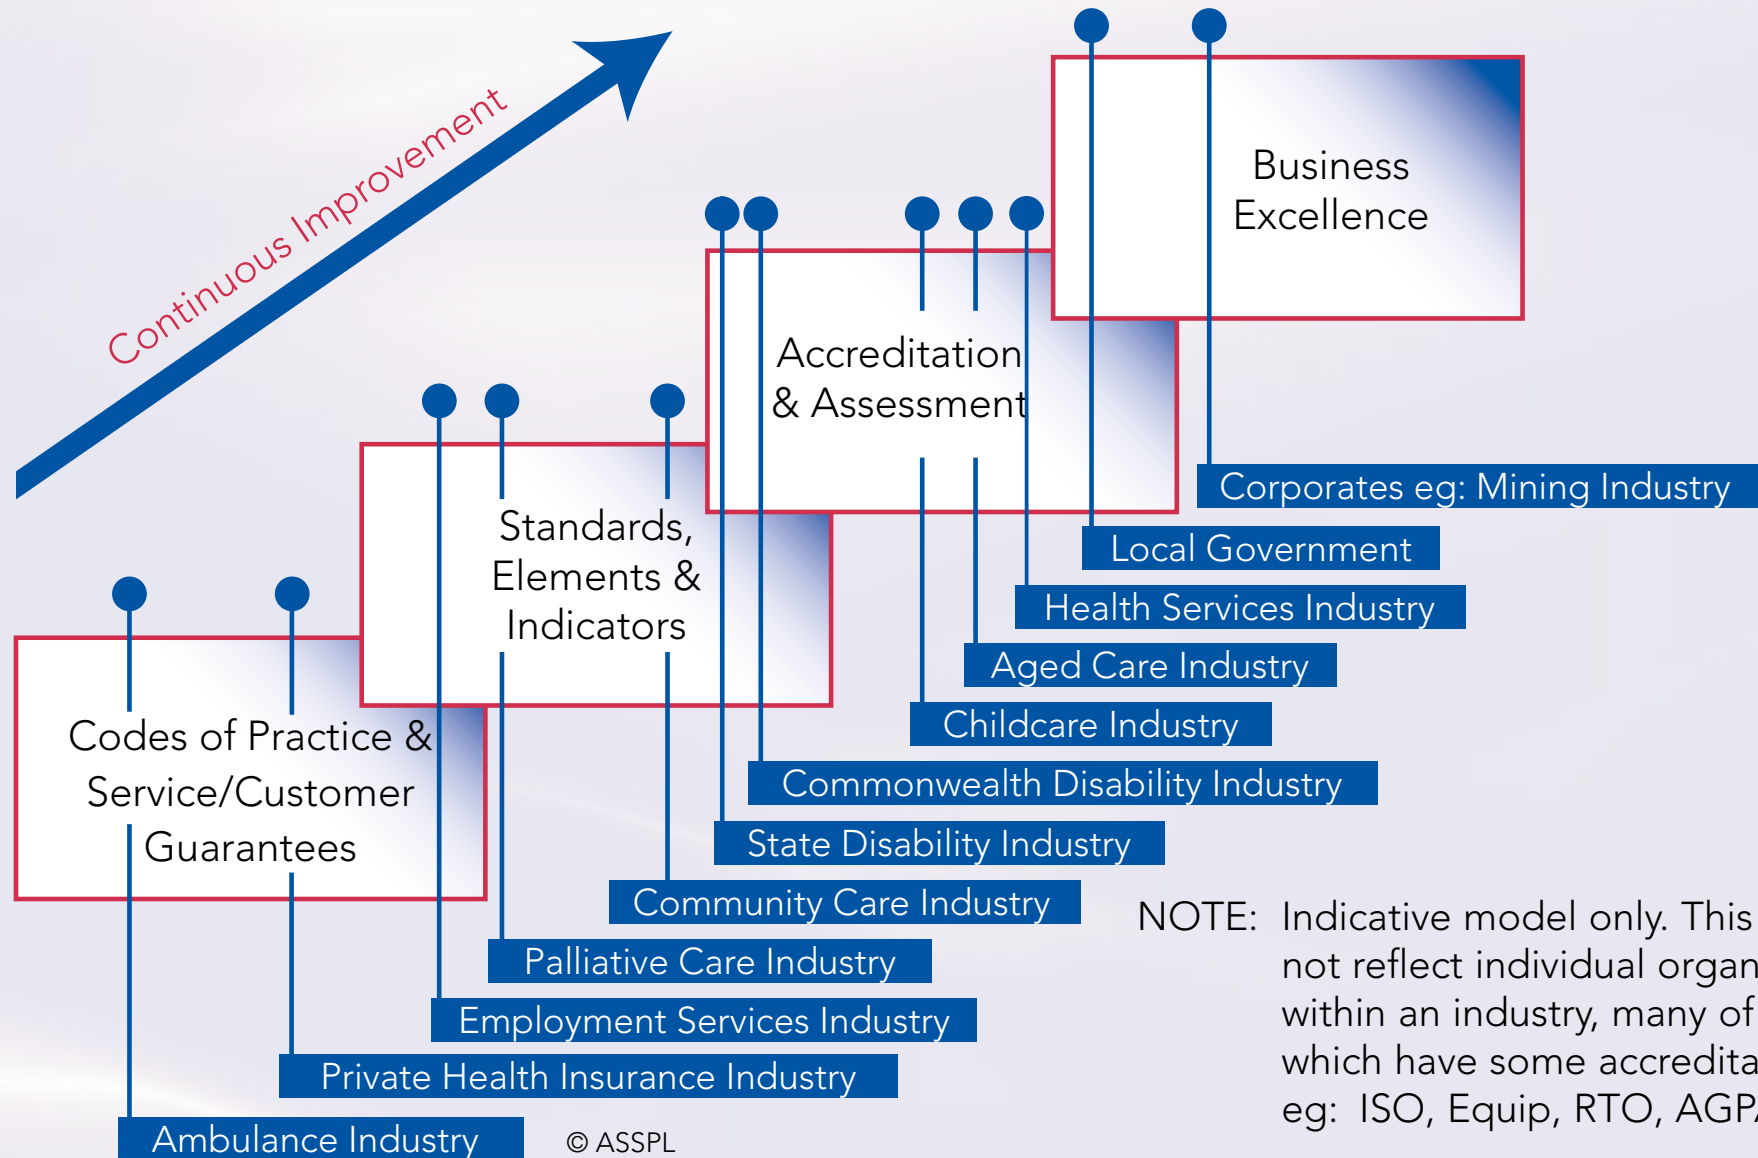 Continuous Improvement
Business
Excellence
Accreditation
& Assessment
Standards,
Elements &
Indicators
Codes of Practice &
Service/Customer
Guarantees
Corporates eg: Mining Industry
Local Government
Health Services Industry
Aged Care Industry
Childcare Industry
Commonwealth Disability Industry
State Disability Industry
Community Care Industry
Palliative Care Industry
Employment Services Industry
Private Health Insurance Industry
Ambulance Industry
© ASSPL
NOTE: Indicative model only. This
not reflect individual
within an industry, many of
which have some
eg: ISO, Equip, RTO,